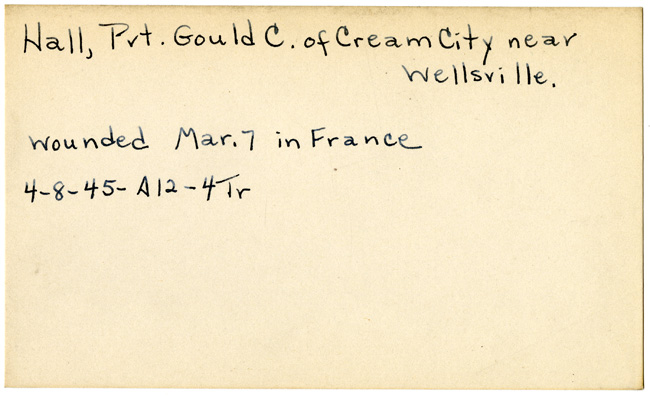 Hall, Pvt. Gould C. of Cream City near
Wellsville.
wounded Mar. 7 in France
4-8-45- A12-4Tr